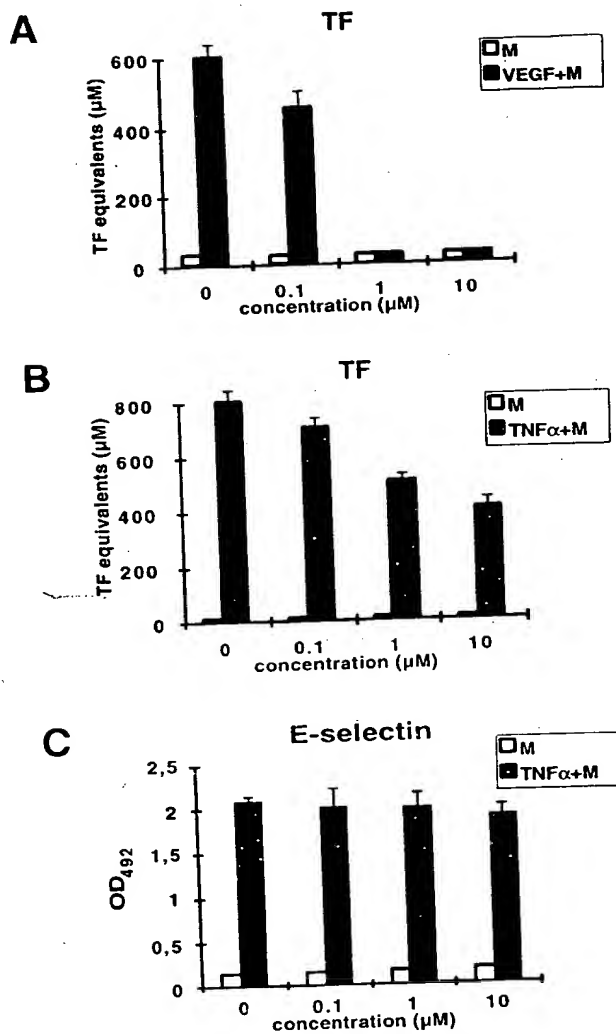 A
TF
M
VEGF+M
TF equivalents (µM)
600
400
200
0
0 0.1 1 10
concentration (µM)
B
TF
M
TNFα+M
TF equivalents (µM)
800
600
400
200
0
0 0.1 1 10
concentration (µM)
C
E-selectin
M
TNFα+M
OD492
2,5
2
1,5
1
0,5
0
0 0.1 1 10
concentration (µM)